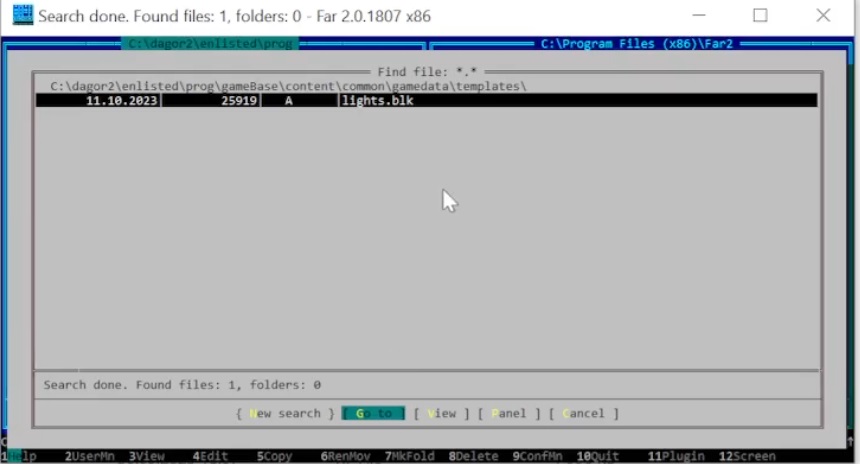 Search done. Found files: 1, folders: 0 - Far 2.0.1807 x86
C:\dagor2\enlisted\prog C:\Program Files (x86)\Far2
Find file: *.*
C:\dagor2\enlisted\prog\gameBase\content\common\gamedata\templates\
11.10.2023| 25919| A |lights.blk
Search done. Found files: 1, folders: 0
{ New search } [ Go to ] [ View ] [ Panel ] [ Cancel ]
1Help 2UserMn 3View 4Edit 5Copy 6RenMov 7MkFold 8Delete 9ConfMn 10Quit 11Plugin 12Screen